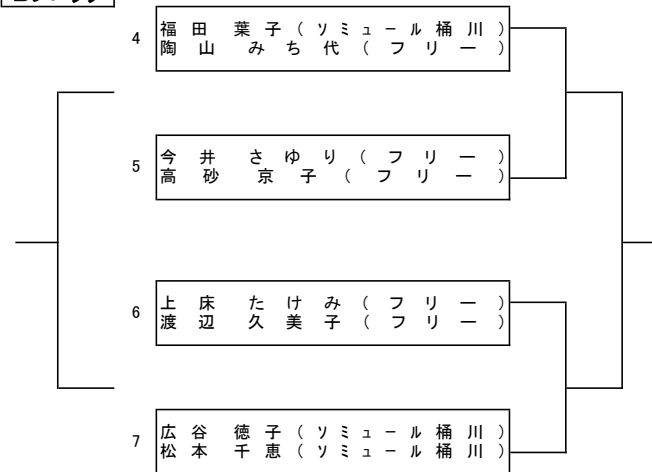 4
福田 葉子(ソミュール桶川)
陶山 みち代(フリー)
5
今井 さゆり(フリー)
高砂 京子(フリー)
6
上床 たけみ(フリー)
渡辺 久美子(フリー)
7
広谷 徳子(ソミュール桶川)
松本 千恵(ソミュール桶川)